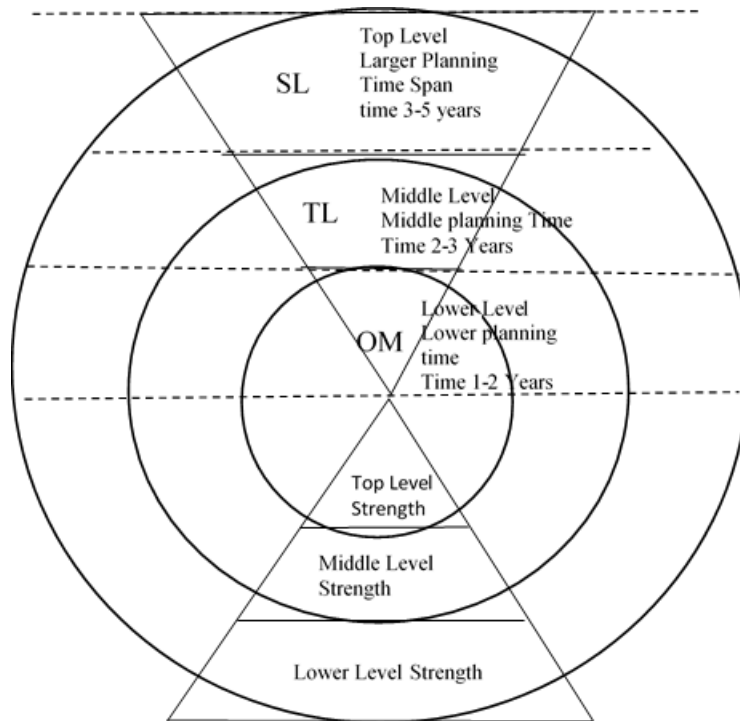 SL
Top Level
Larger Planning
Time Span
time 3-5 years
TL
Middle Level
Middle planning Time
Time 2-3 Years
OM
Lower Level
Lower planning
time
Time 1-2 Years
Top Level
Strength
Middle Level
Strength
Lower Level Strength